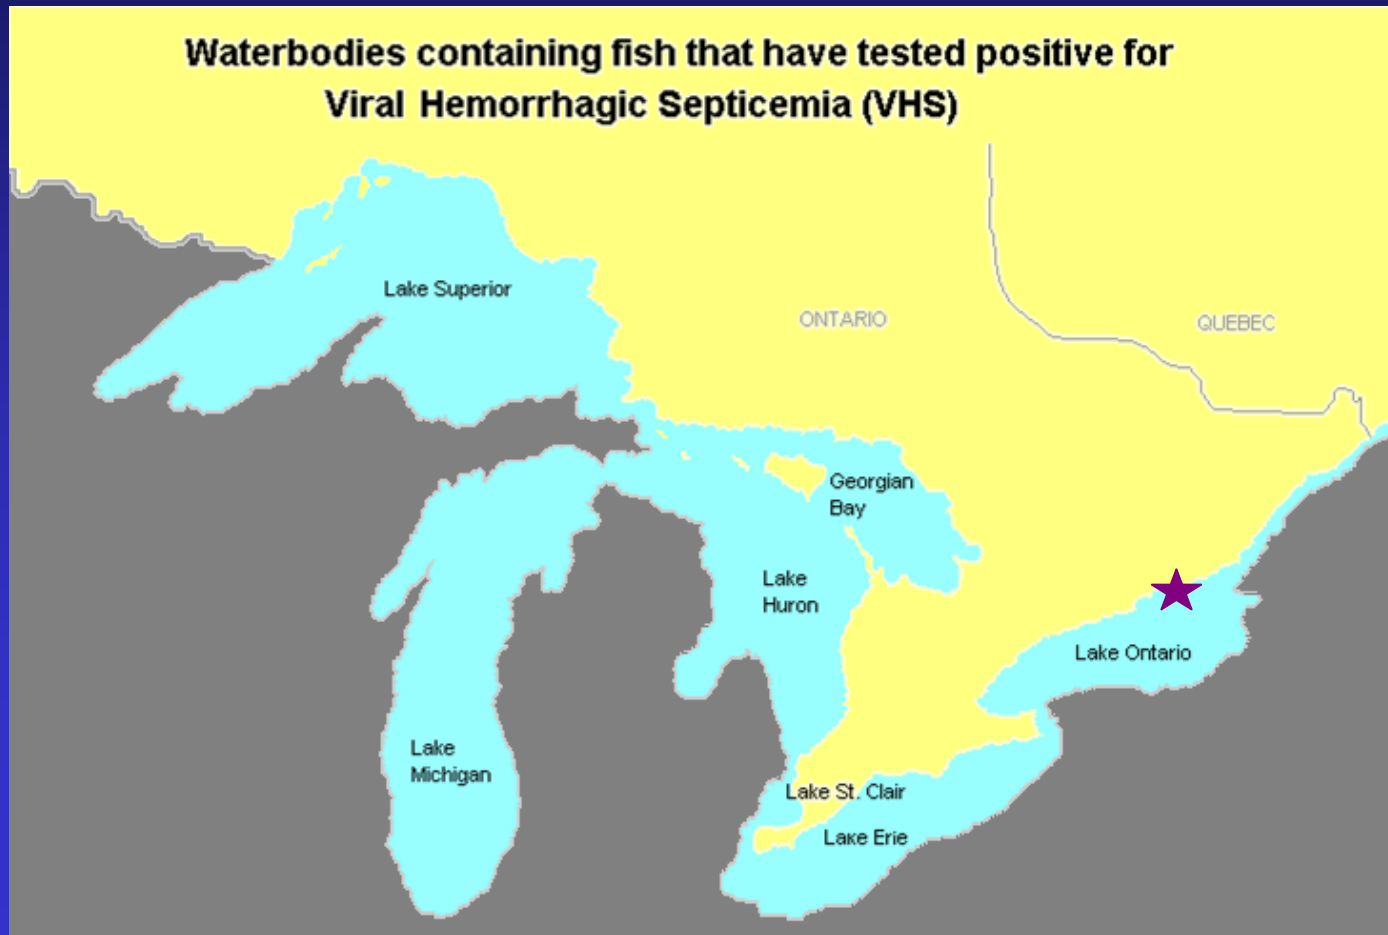 Waterbodies containing fish that have tested positive for
Viral Hemorrhagic Septicemia (VHS)
Lake Superior
ONTARIO
QUEBEC
Georgian
Bay
Lake
Huron
Lake Ontario
Lake
Michigan
Lake St. Clair
Lake Erie